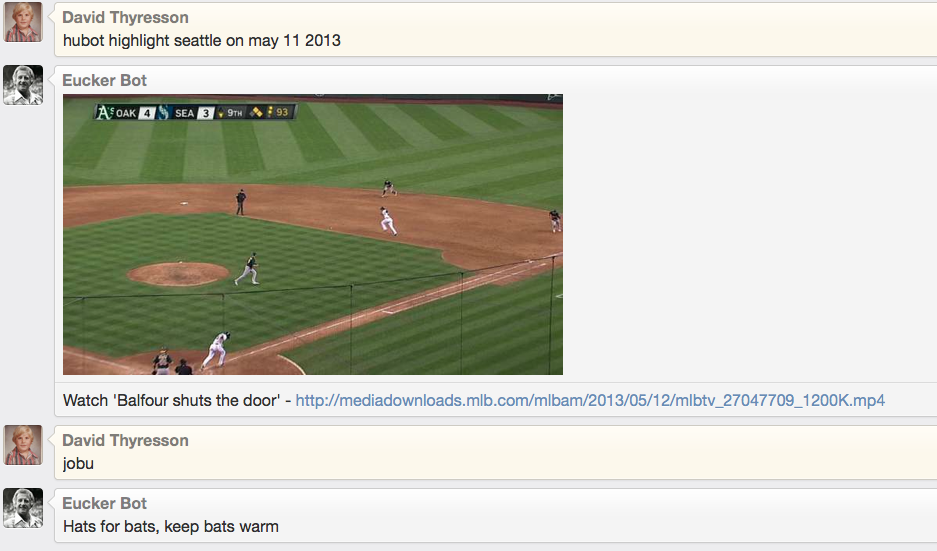 David Thyresson
hubot highlight seattle on may 11 2013
Eucker Bot
A's OAK 4 SEA 3 9TH 93
Watch 'Balfour shuts the door' - http://mediadownloads.mlb.com/mlbam/2013/05/12/mlbtv_27047709_1200K.mp4
David Thyresson
jobu
Eucker Bot
Hats for bats, keep bats warm